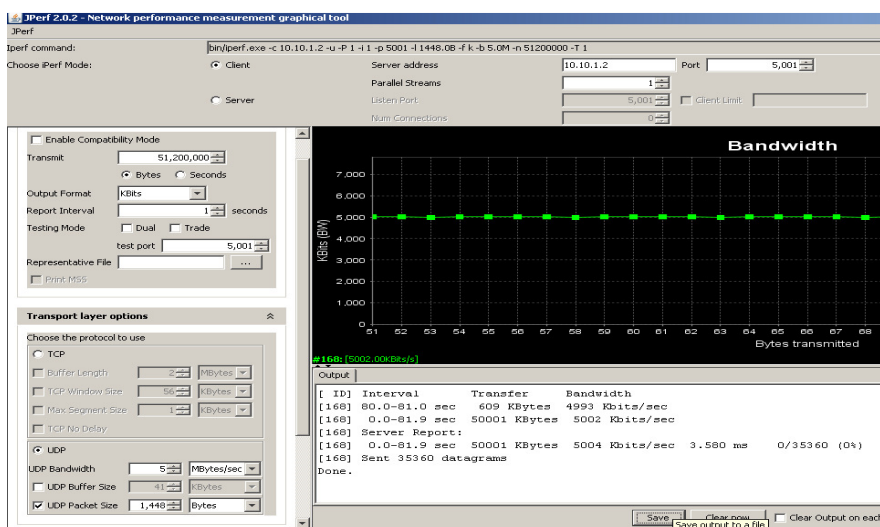 JPerf 2.0.2 - Network performance measurement graphical tool
JPerf
Iperf command: bin/iperf.exe -c 10.10.1.2 -u -P 1 -i 1 -p 5001 -l 1448.0B -f k -b 5.0M -n 51200000 -T 1
Choose iPerf Mode: Client Server address 10.10.1.2 Port 5,001
Parallel Streams 1
Server Listen Port 5,001 Client Limit
Num Connections 0
Enable Compatibility Mode
Transmit 51,200,000
Bytes Seconds
Output Format KBits
Report Interval 1 seconds
Testing Mode Dual Trade
test port 5,001
Representative File ...
Print MSS
Transport layer options
Choose the protocol to use
TCP
Buffer Length 2 MBytes
TCP Window Size 56 KBytes
Max Segment Size 1 KBytes
TCP No Delay
UDP
UDP Bandwidth 5 MBytes/sec
UDP Buffer Size 41 KBytes
UDP Packet Size 1,448 Bytes
Bandwidth
KBits (BW)
7,000
6,000
5,000
4,000
3,000
2,000
1,000
0
51 52 53 54 55 56 57 58 59 60 61 62 63 64 65 66 67 68
Bytes transmitted
#168: [5002.00KBits/s]
Output
[ ID] Interval Transfer Bandwidth
[168] 80.0-81.0 sec 609 KBytes 4993 Kbits/sec
[168] 0.0-81.9 sec 50001 KBytes 5002 Kbits/sec
[168] Server Report:
[168] 0.0-81.9 sec 50001 KBytes 5004 Kbits/sec 3.580 ms 0/35360 (0%)
[168] Sent 35360 datagrams
Done.
Save Clear now Clear Output on each
Save output to a file